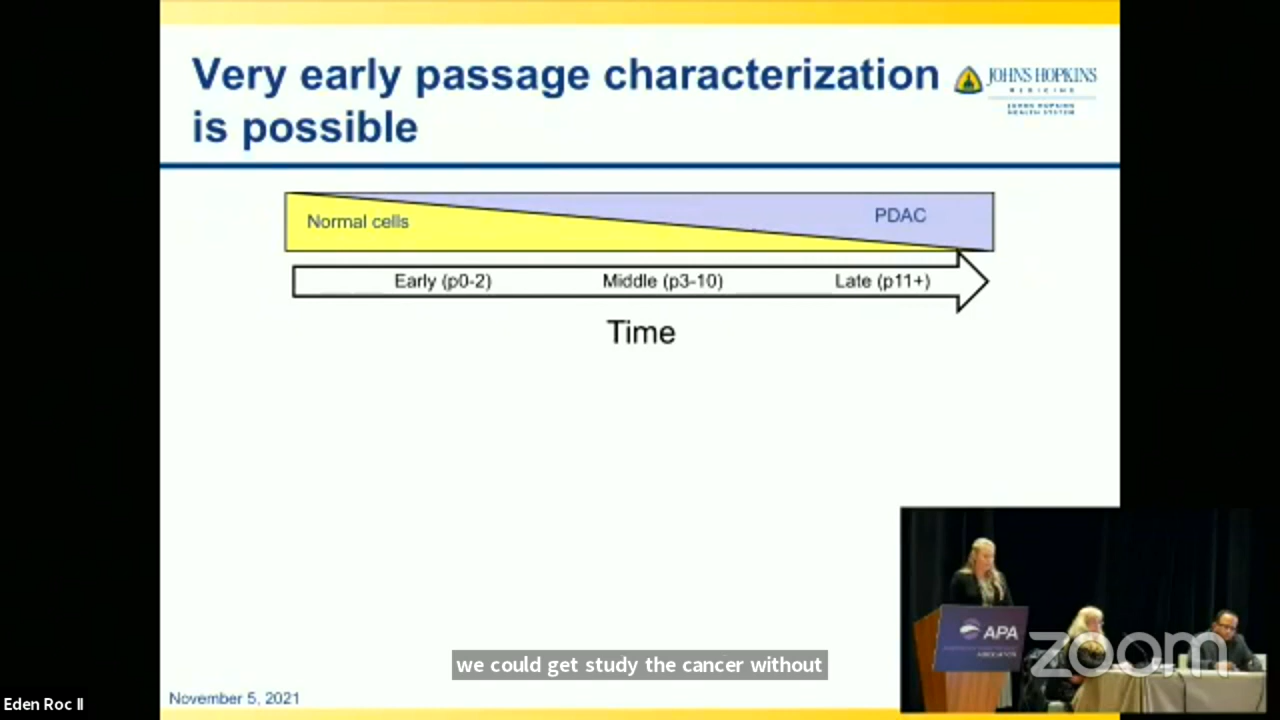 Very early passage characterization
is possible
JOHNS HOPKINS
MEDICINE
JOHNS HOPKINS
HEALTH SYSTEM
Normal cells
PDAC
Early (p0-2)
Middle (p3-10)
Late (p11+)
Time
APA
ASSOCIATION
zoom
we could get study the cancer without
November 5, 2021
Eden Roc II